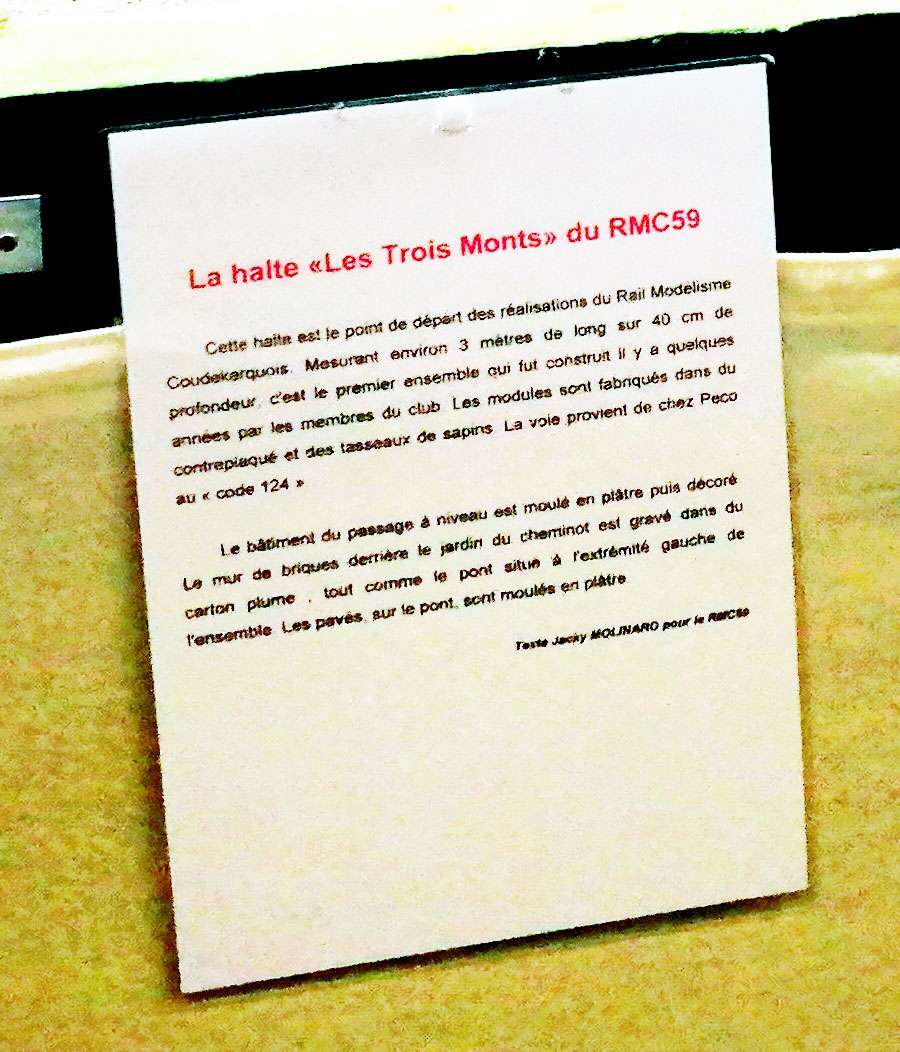 La halte «Les Trois Monts» du RMC59
Cette halte est le point de départ des réalisations du Rail Modélisme
Coudekerquois. Mesurant environ 3 mètres de long sur 40 cm de
profondeur, c'est le premier ensemble qui fut construit il y a quelques
années par les membres du club. Les modules sont fabriqués dans du
contreplaqué et des tasseaux de sapins. La voie provient de chez Peco
au « code 124 »
Le bâtiment du passage à niveau est moulé en plâtre puis décoré
Le mur de briques derrière le jardin du cheminot est gravé dans du
carton plume , tout comme le pont situé à l'extrémité gauche de
l'ensemble. Les pavés, sur le pont, sont moulés en plâtre.
Texte Jacky MOLINARO pour le RMC59